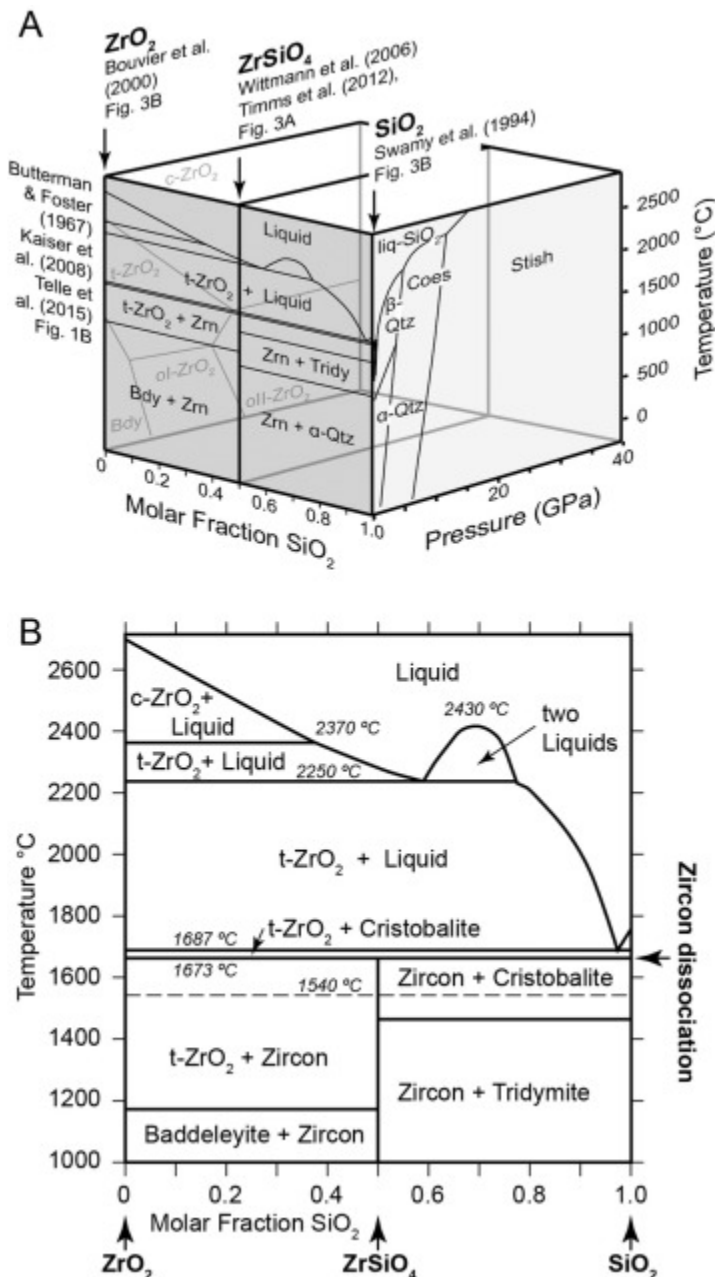 A
ZrO2
Bouvier et al.
(2000)
Fig. 3B
ZrSiO4
Wittmann et al. (2006)
Timms et al. (2012),
Fig. 3A
SiO2
Swamy et al. (1994)
Fig. 3B
Butterman
& Foster
(1967)
Kaiser et
al. (2008)
Telle et
al. (2015)
Fig. 1B
c-ZrO2
Liquid
liq-SiO2
Stish
Coes
β-
Qtz
t-ZrO2
t-ZrO2 + Liquid
t-ZrO2 + Zrn
Zrn + Tridy
oI-ZrO2
oII-ZrO2
α-Qtz
Bdy + Zrn
Bdy
Zrn + α-Qtz
2500
2000
1500
1000
500
0
Temperature (°C)
0
0.2
0.4
0.6
0.8
1.0
Molar Fraction SiO2
20
40
Pressure (GPa)
B
2600
2400
2200
2000
1800
1600
1400
1200
1000
Temperature °C
Liquid
c-ZrO2+
Liquid
2370 ºC
2430 ºC
two
Liquids
t-ZrO2+ Liquid
2250 ºC
t-ZrO2 + Liquid
t-ZrO2 + Cristobalite
1687 ºC
1673 ºC
1540 ºC
Zircon + Cristobalite
t-ZrO2 + Zircon
Zircon + Tridymite
Baddeleyite + Zircon
Zircon dissociation
0 0.2 0.4 0.6 0.8 1.0
Molar Fraction SiO2
ZrO2 ZrSiO4 SiO2